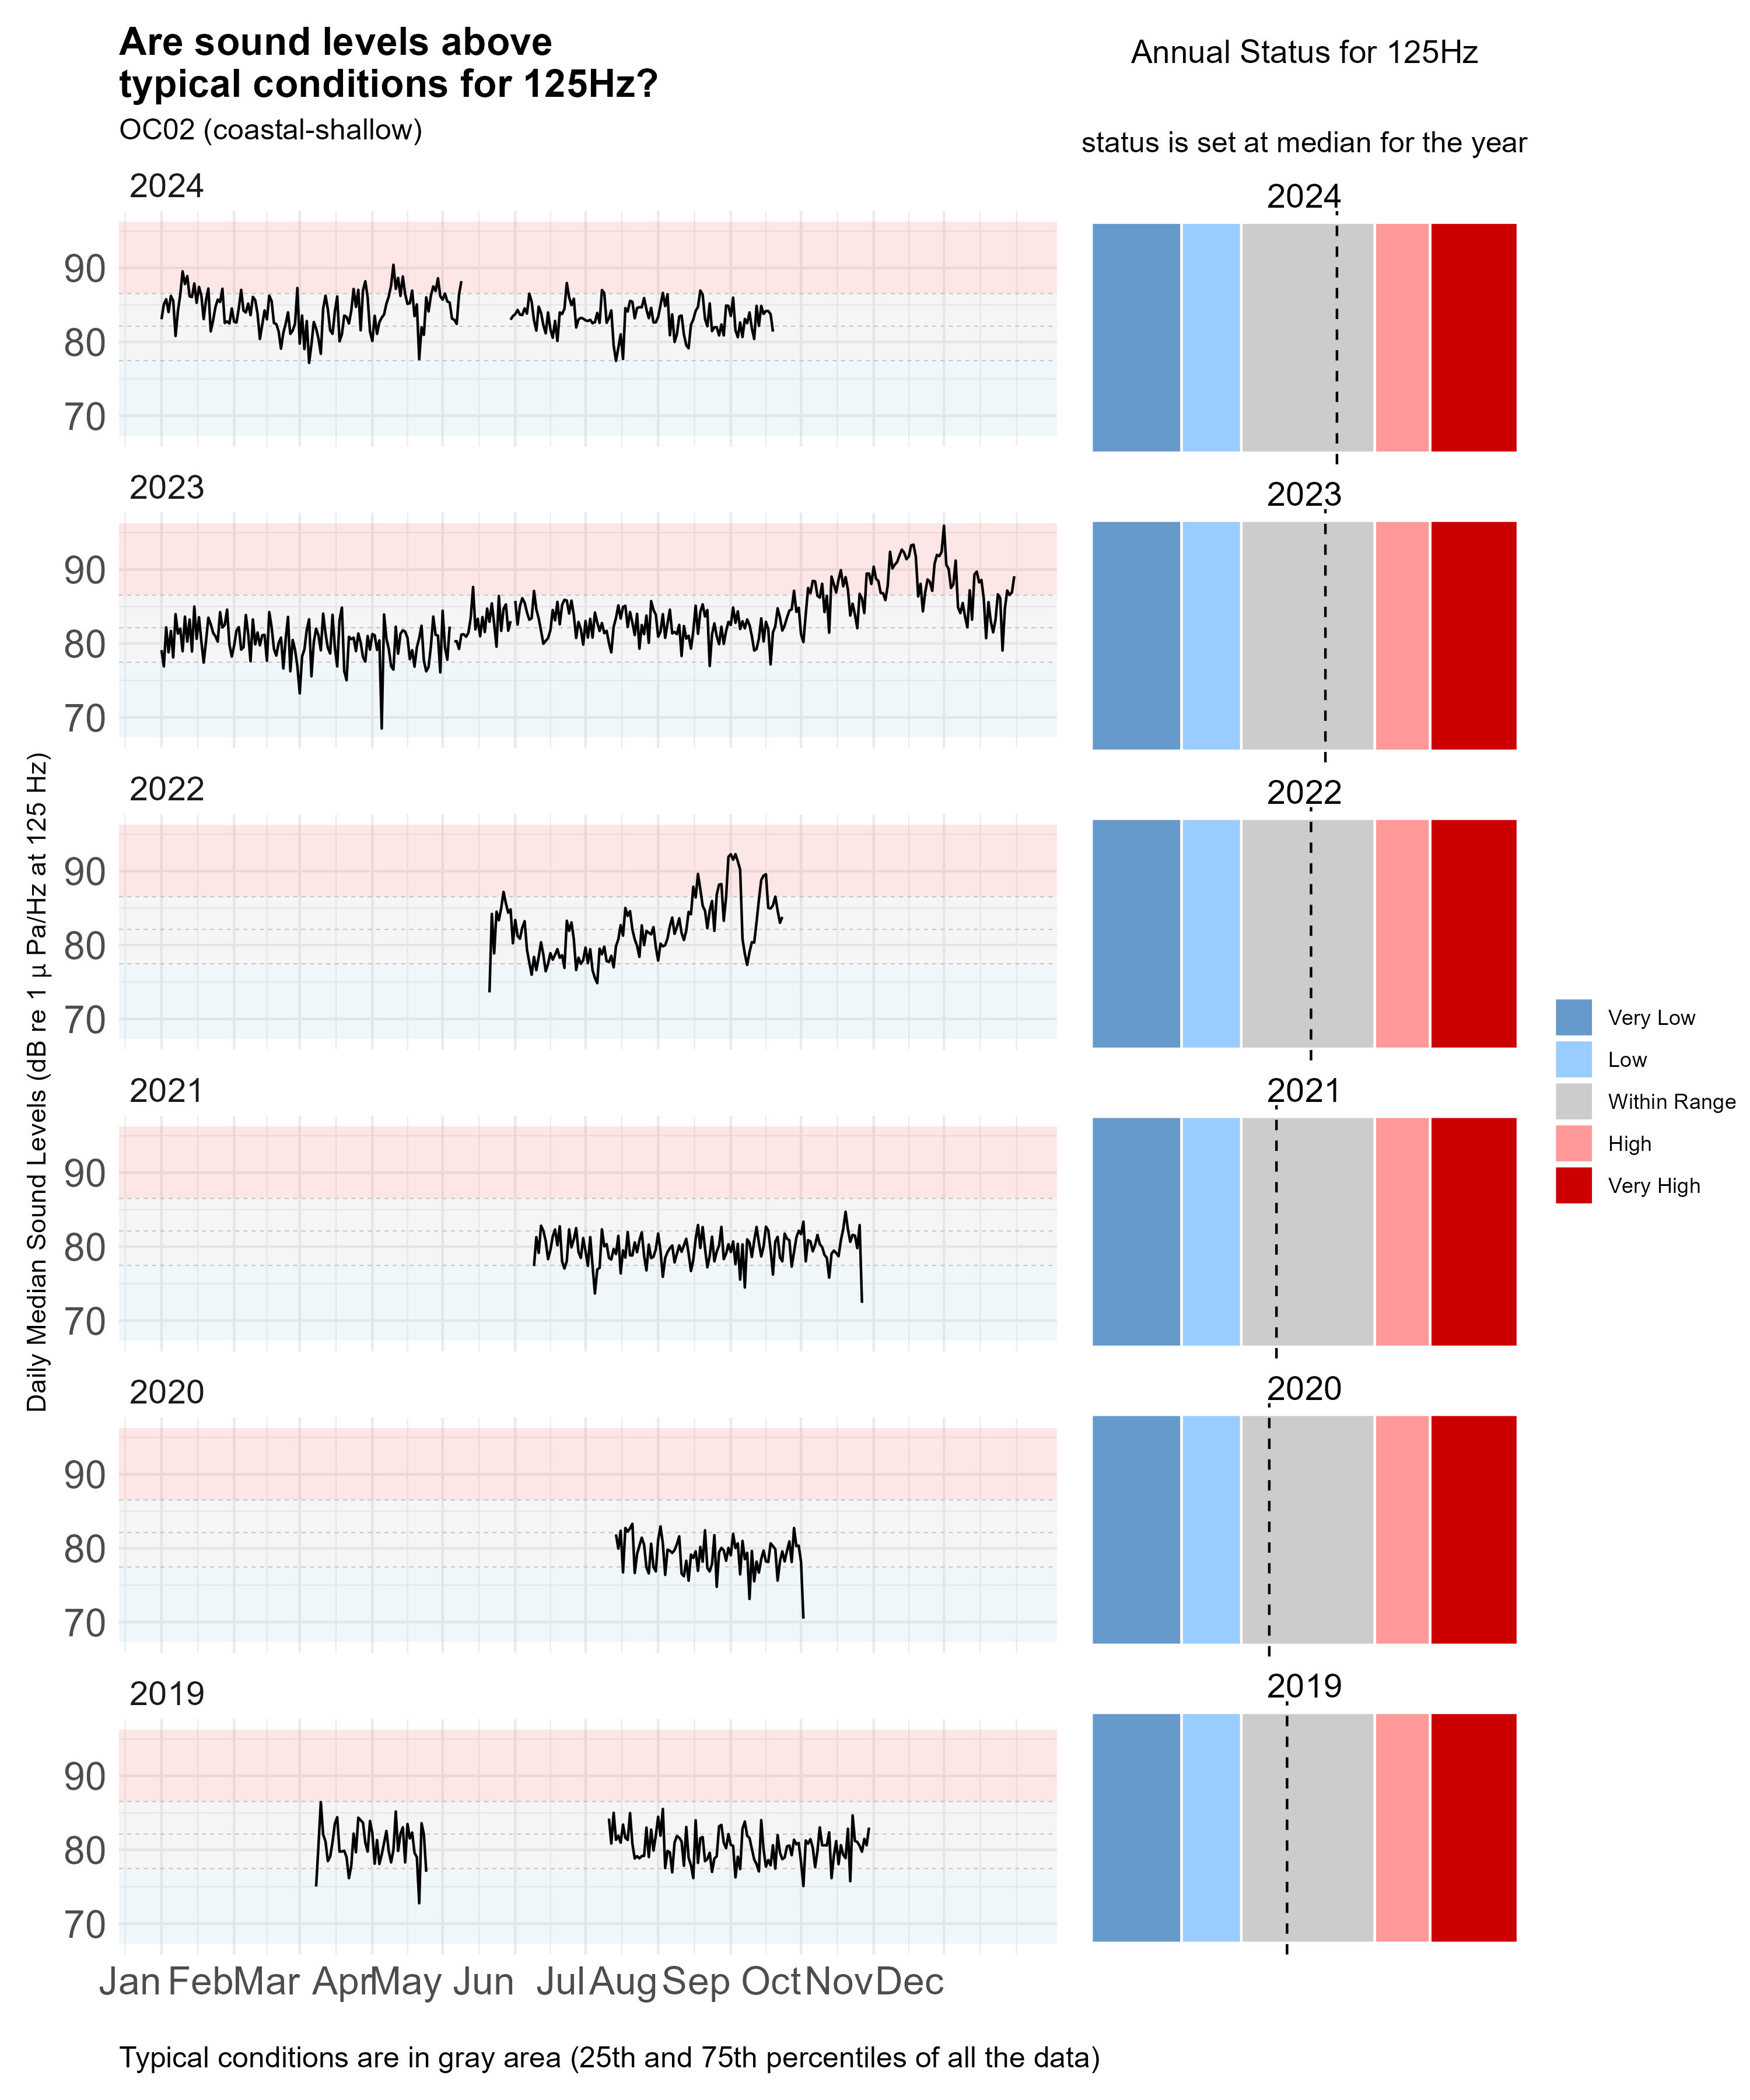 Are sound levels above
typical conditions for 125Hz?
OC02 (coastal-shallow)
Annual Status for 125Hz
status is set at median for the year
Daily Median Sound Levels (dB re 1 µ Pa/Hz at 125 Hz)
2024
90
80
70
2023
90
80
70
2022
90
80
70
2021
90
80
70
2020
90
80
70
2019
90
80
70
Jan Feb Mar Apr May Jun Jul Aug Sep Oct Nov Dec
2024
2023
2022
2021
2020
2019
Very Low
Low
Within Range
High
Very High
Typical conditions are in gray area (25th and 75th percentiles of all the data)